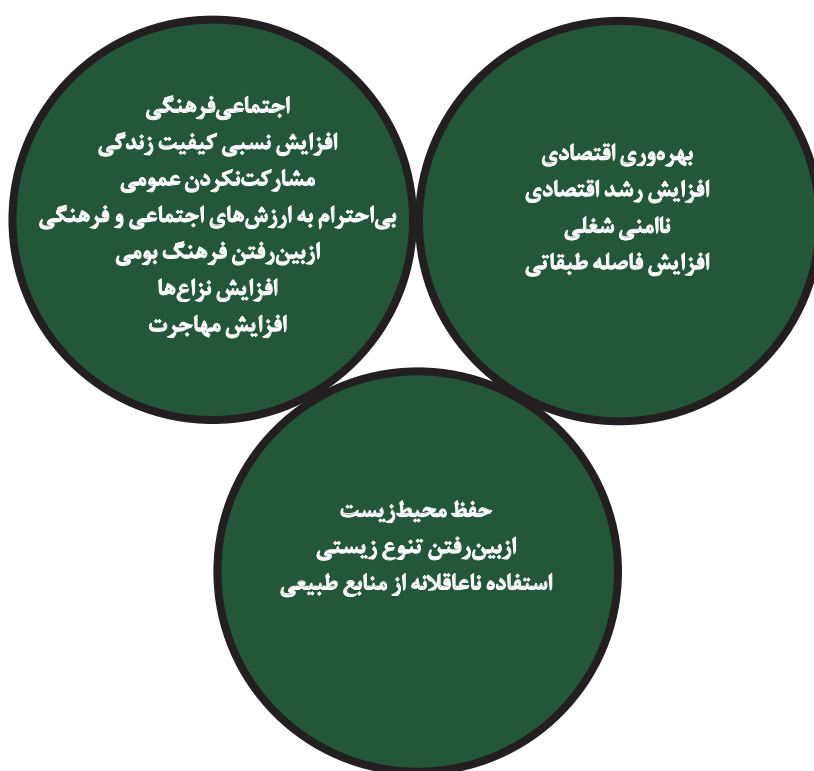 بهره‌وری اقتصادی
افزایش رشد اقتصادی
ناامنی شغلی
افزایش فاصله طبقاتی
اجتماعی‌فرهنگی
افزایش نسبی کیفیت زندگی
مشارکت‌نکردن عمومی
بی‌احترام به ارزش‌های اجتماعی و فرهنگی
ازبین‌رفتن فرهنگ بومی
افزایش نزاع‌ها
افزایش مهاجرت
حفظ محیط‌زیست
ازبین‌رفتن تنوع زیستی
استفاده ناعاقلانه از منابع طبیعی